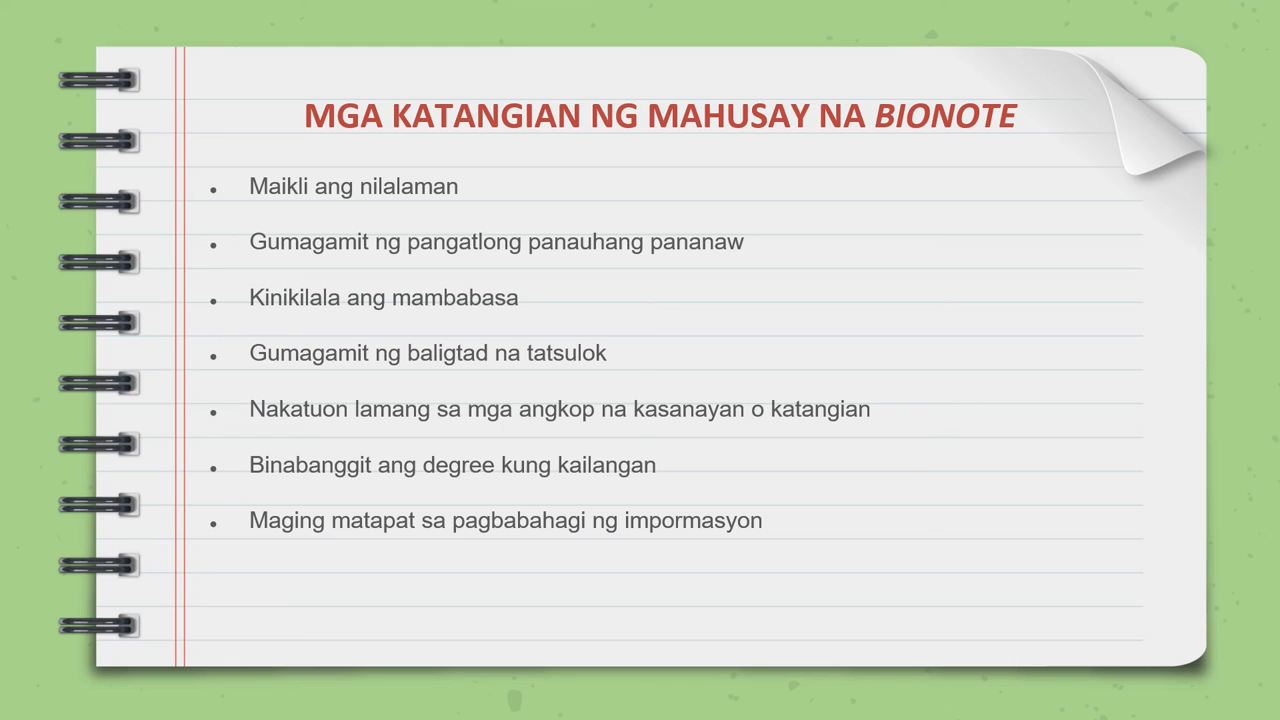 MGA KATANGIAN NG MAHUSAY NA BIONOTE
• Maikli ang nilalaman
• Gumagamit ng pangatlong panauhang pananaw
• Kinikilala ang mambabasa
• Gumagamit ng baligtad na tatsulok
• Nakatuon lamang sa mga angkop na kasanayan o katangian
• Binabanggit ang degree kung kailangan
• Maging matapat sa pagbabahagi ng impormasyon